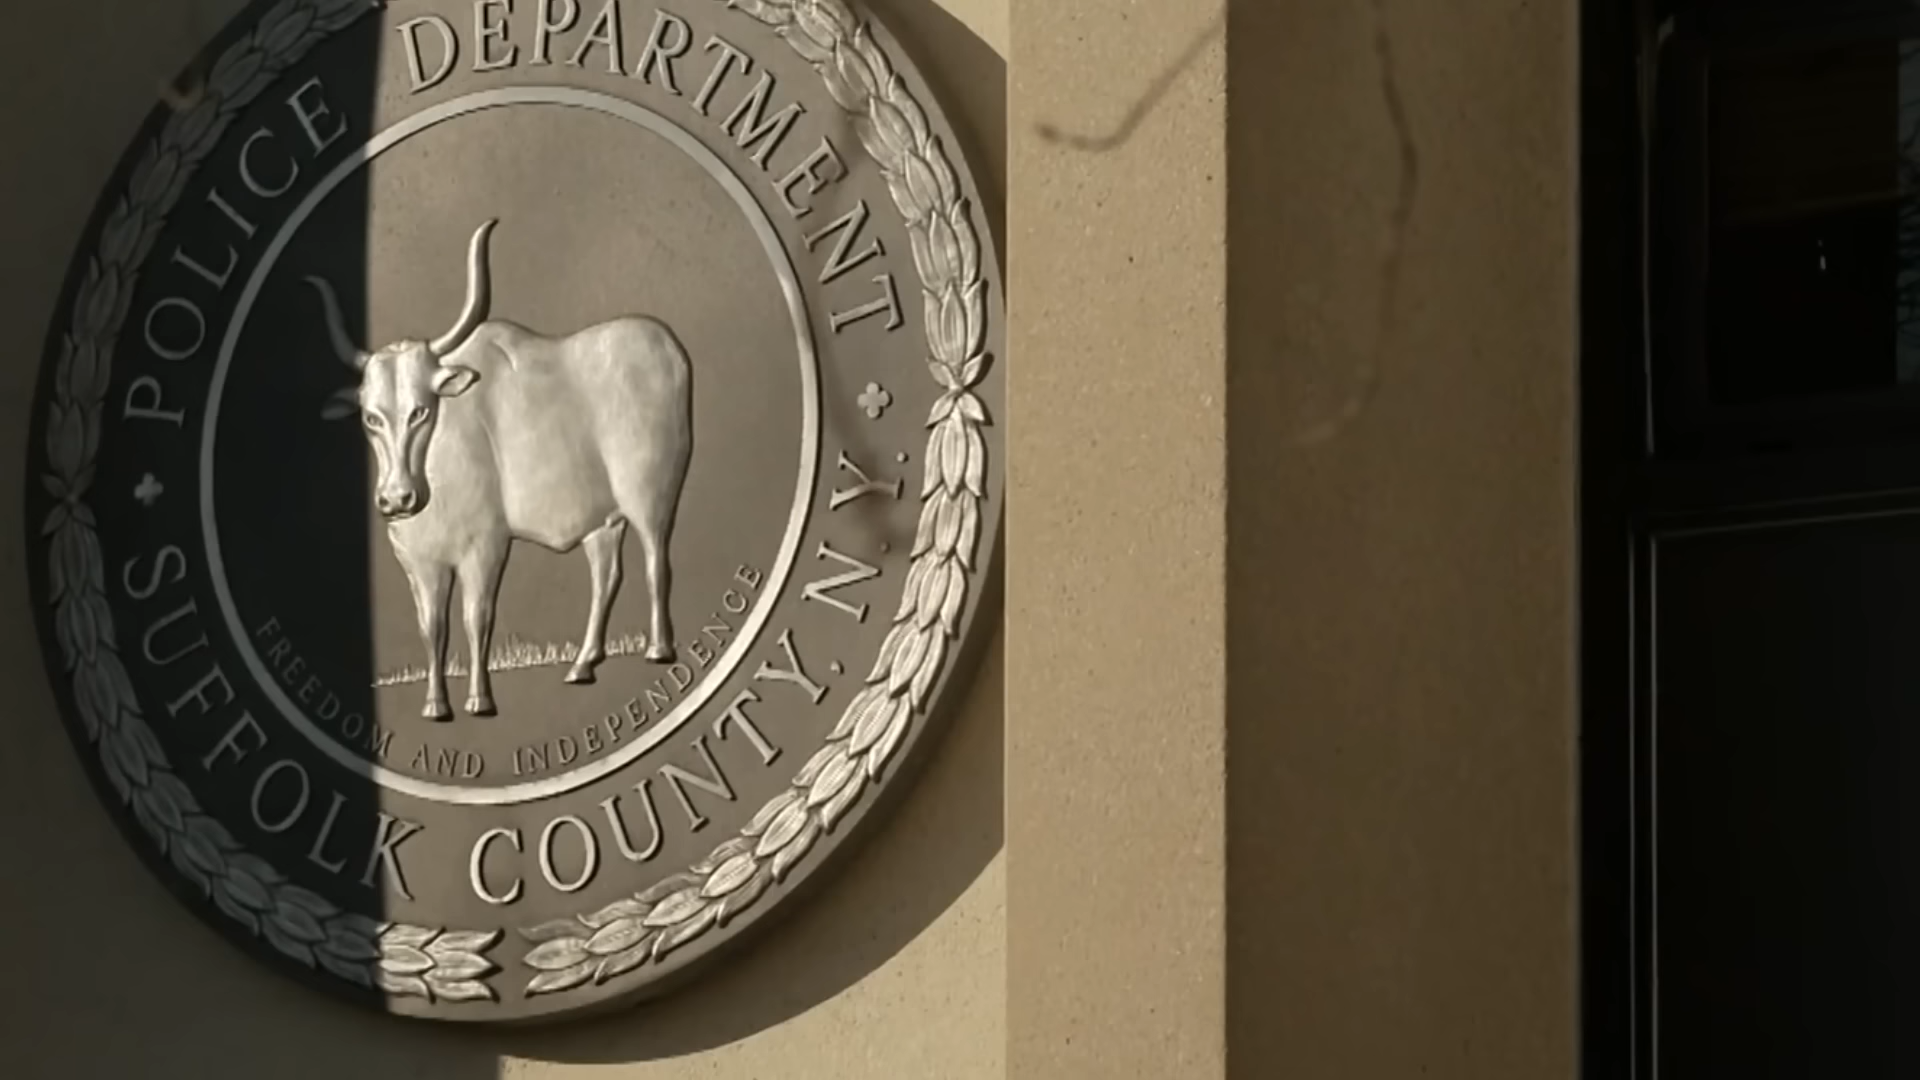 POLICE DEPARTMENT
SUFFOLK COUNTY, N.Y.
FREEDOM AND INDEPENDENCE